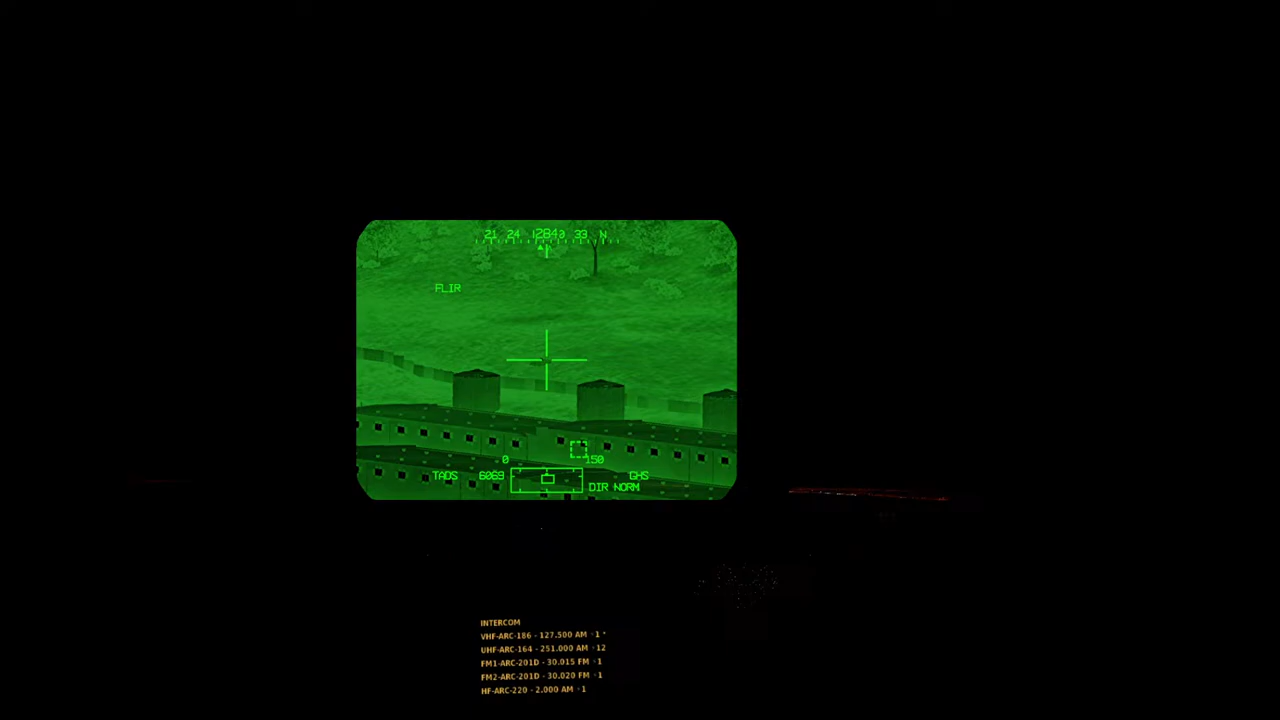 21 24 33 N
FLIR
0 150
TADS 6069 GHS
DIR NORM
INTERCOM
VHF-ARC-186 - 127.500 AM - 1 *
UHF-ARC-164 - 251.000 AM - 12
FM1-ARC-201D - 30.015 FM - 1
FM2-ARC-201D - 30.020 FM - 1
HF-ARC-220 - 2.000 AM - 1